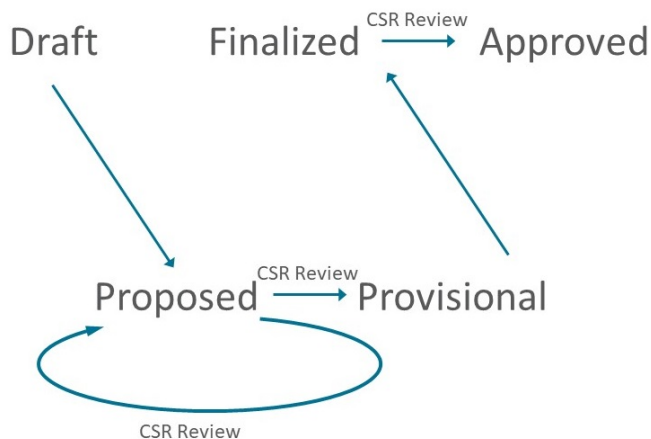 Draft
Finalized
CSR Review
Approved
Proposed
CSR Review
Provisional
CSR Review